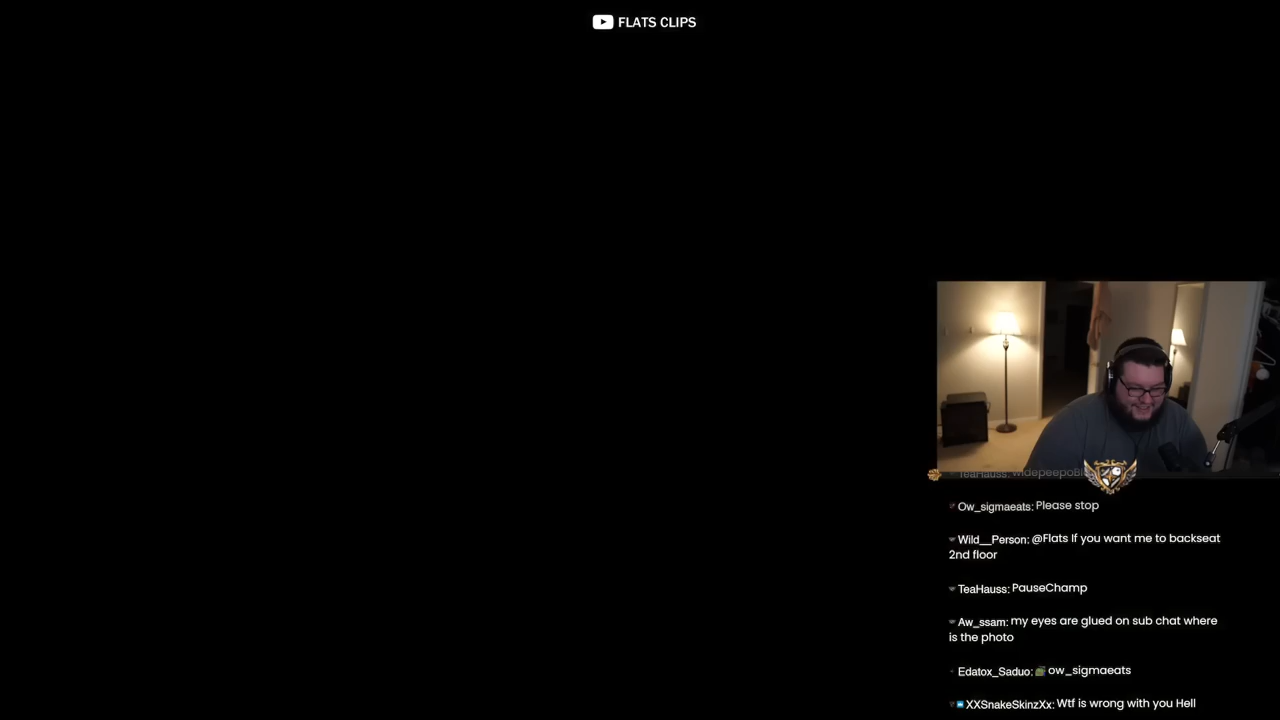 FLATS CLIPS
TeaHauss:
Ow_sigmaeats: Please stop
Wild__Person: @Flats If you want me to backseat
2nd floor
TeaHauss: PauseChamp
Aw_ssam: my eyes are glued on sub chat where
is the photo
Edatox_Saduo: ow_sigmaeats
XXSnakeSkinzXx: Wtf is wrong with you Hell